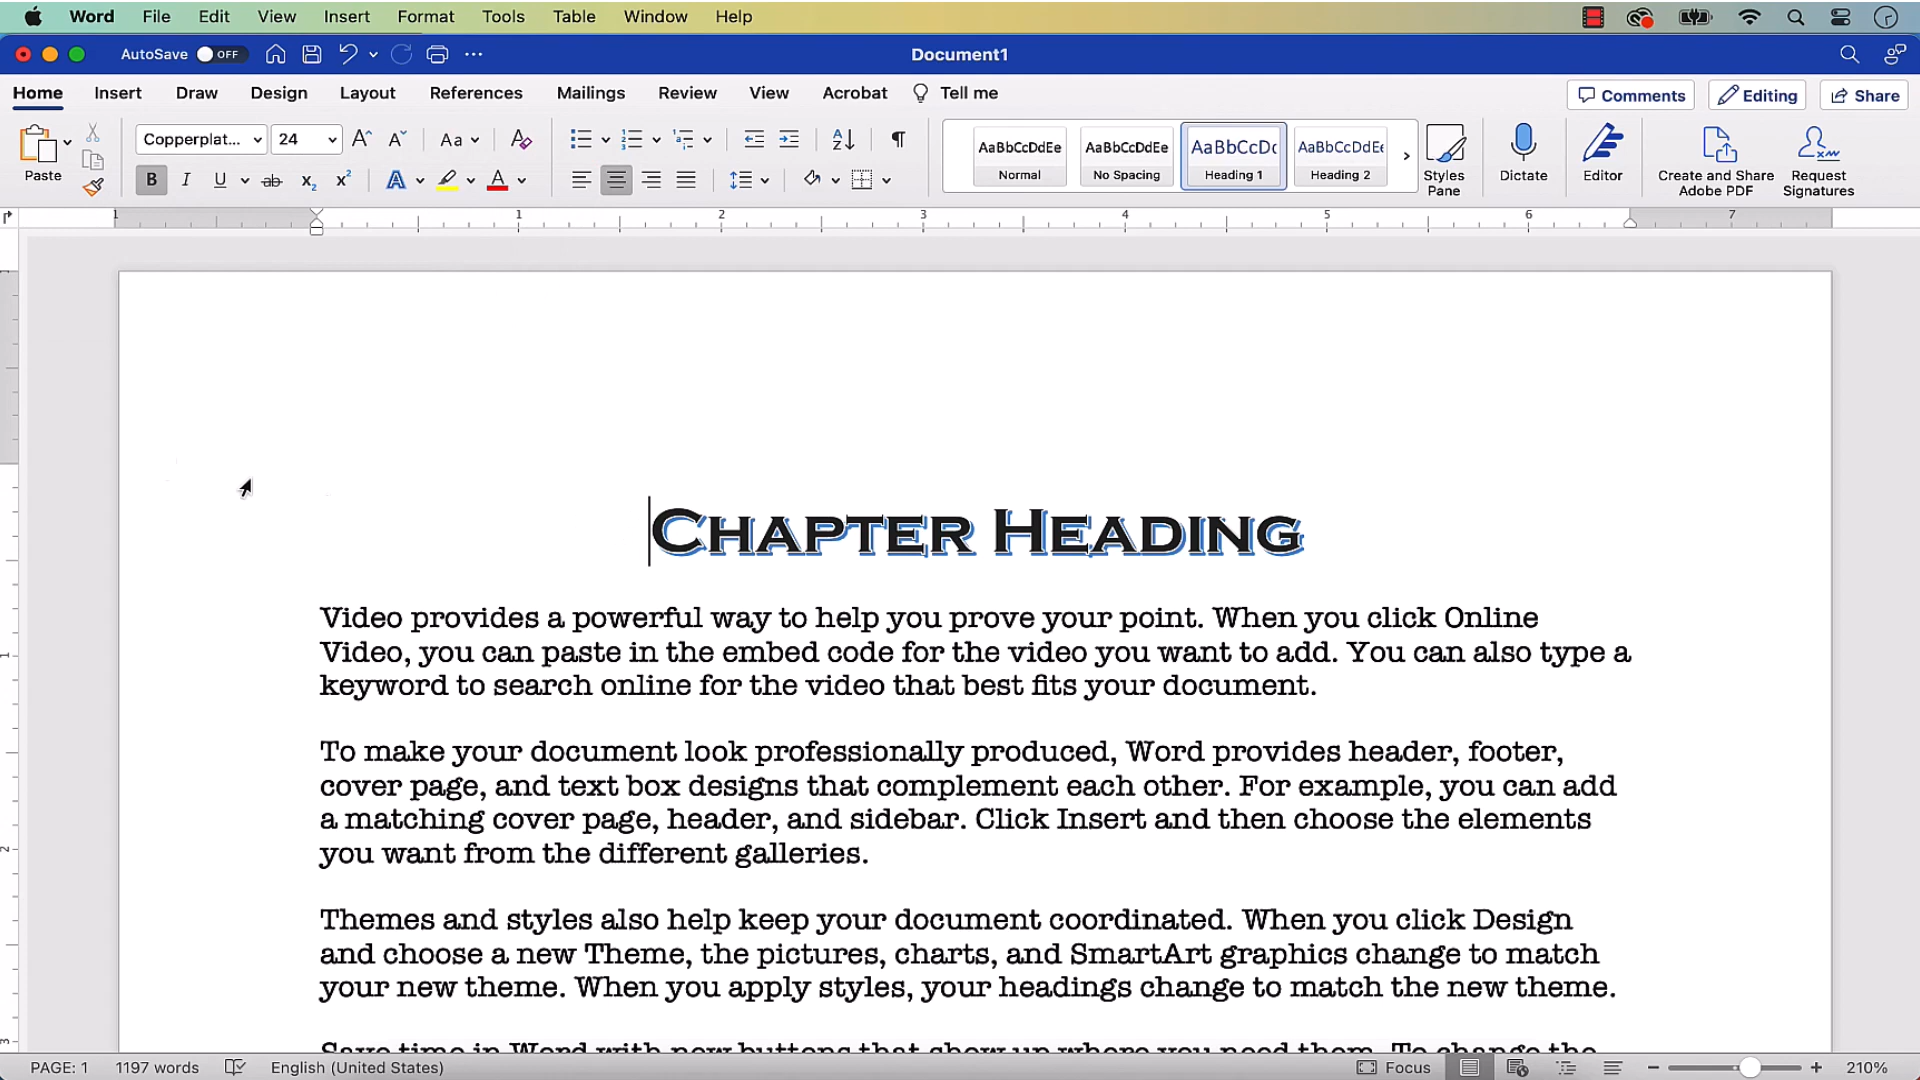 Word File Edit View Insert Format Tools Table Window Help
AutoSave OFF Document1
Home Insert Draw Design Layout References Mailings Review View Acrobat Tell me Comments Editing Share
Paste
Copperplat... 24
AaBbCcDdEe Normal
AaBbCcDdEe No Spacing
AaBbCcDc Heading 1
AaBbCcDdEe Heading 2
Styles Pane
Dictate
Editor
Create and Share Adobe PDF
Request Signatures
1 1 2 3 4 5 6 7
Chapter Heading
Video provides a powerful way to help you prove your point. When you click Online
Video, you can paste in the embed code for the video you want to add. You can also type a
keyword to search online for the video that best fits your document.
To make your document look professionally produced, Word provides header, footer,
cover page, and text box designs that complement each other. For example, you can add
a matching cover page, header, and sidebar. Click Insert and then choose the elements
you want from the different galleries.
Themes and styles also help keep your document coordinated. When you click Design
and choose a new Theme, the pictures, charts, and SmartArt graphics change to match
your new theme. When you apply styles, your headings change to match the new theme.
Save time in Word with new buttons that show up where you need them. To change the
PAGE: 1 1197 words English (United States) Focus 210%